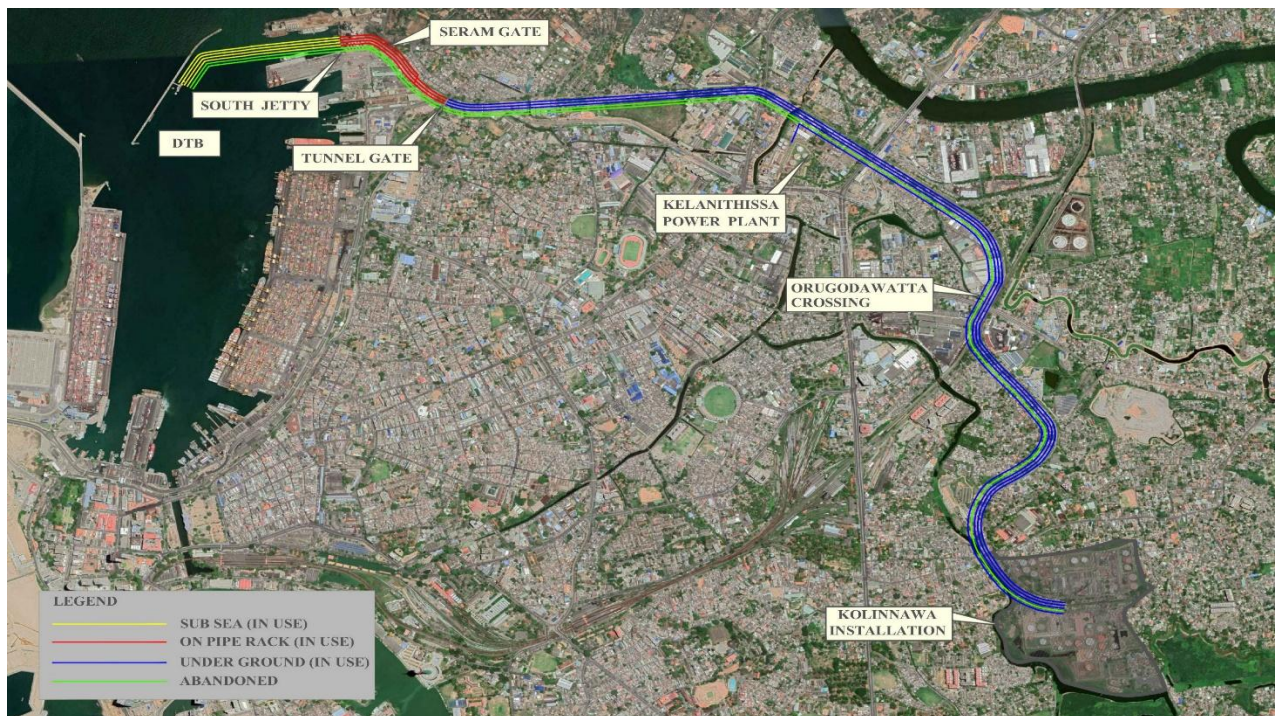 SERAM GATE
SOUTH JETTY
DTB
TUNNEL GATE
KELANITHISSA
POWER PLANT
ORUGODAWATTA
CROSSING
KOLINNAWA
INSTALLATION
LEGEND
SUB SEA (IN USE)
ON PIPE RACK (IN USE)
UNDER GROUND (IN USE)
ABANDONED